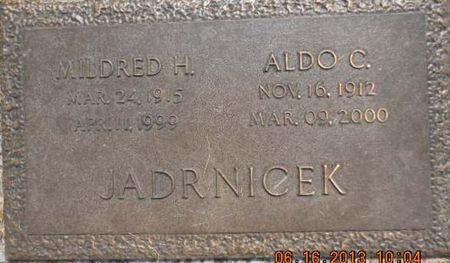 MILDRED H.
MAR. 24, 1915
APR. 11, 1999
ALDO C.
NOV. 16, 1912
MAR. 09, 2000
JADRNICEK
06.16.2013 10:04